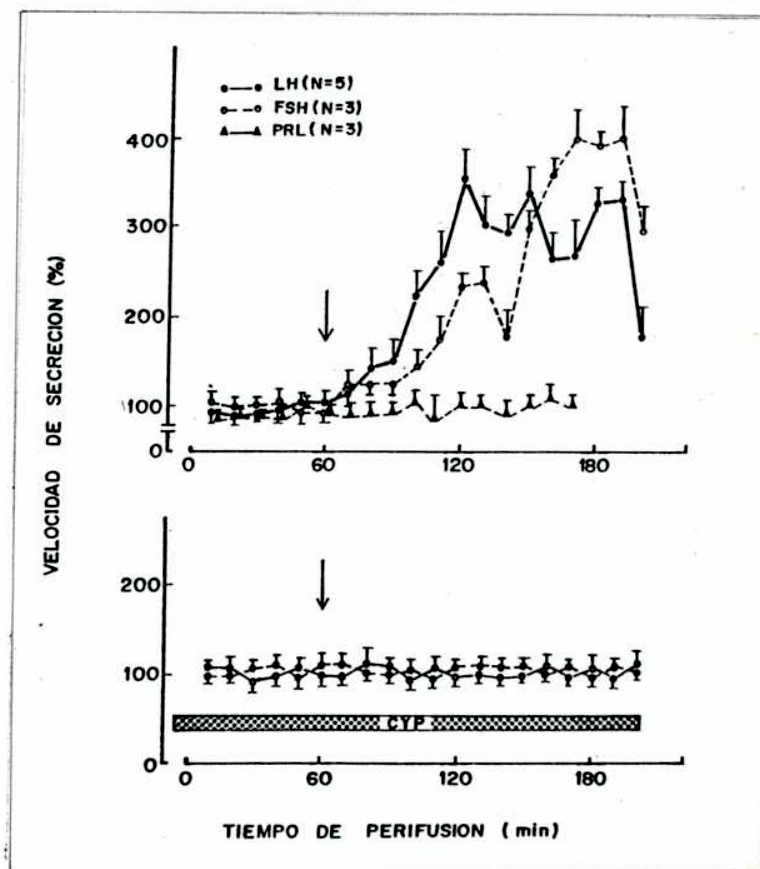 VELOCIDAD DE SECRECION (%)
LH (N=5)
FSH (N=3)
PRL (N=3)
400
300
200
100
0
0 60 120 180
200
100
0
CYP
0 60 120 180
TIEMPO DE PERIFUSION (min)